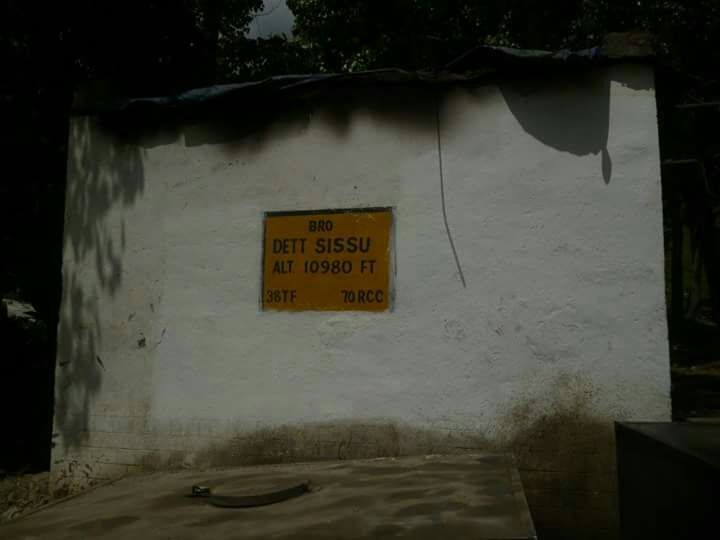 BRO
DETT SISSU
ALT 10980 FT
38TF 70RCC